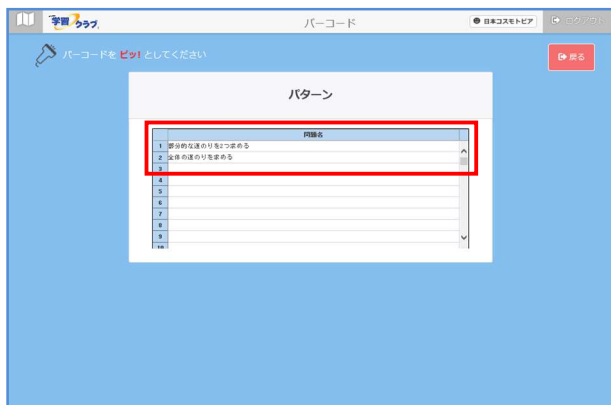 学習クラブ
バーコード
日本コスモトピア
ログアウト
バーコードを ピッ! としてください
戻る
パターン
問題名
1 部分的な道のりを2つ求める
2 全体の道のりを求める
3
4
5
6
7
8
9
10